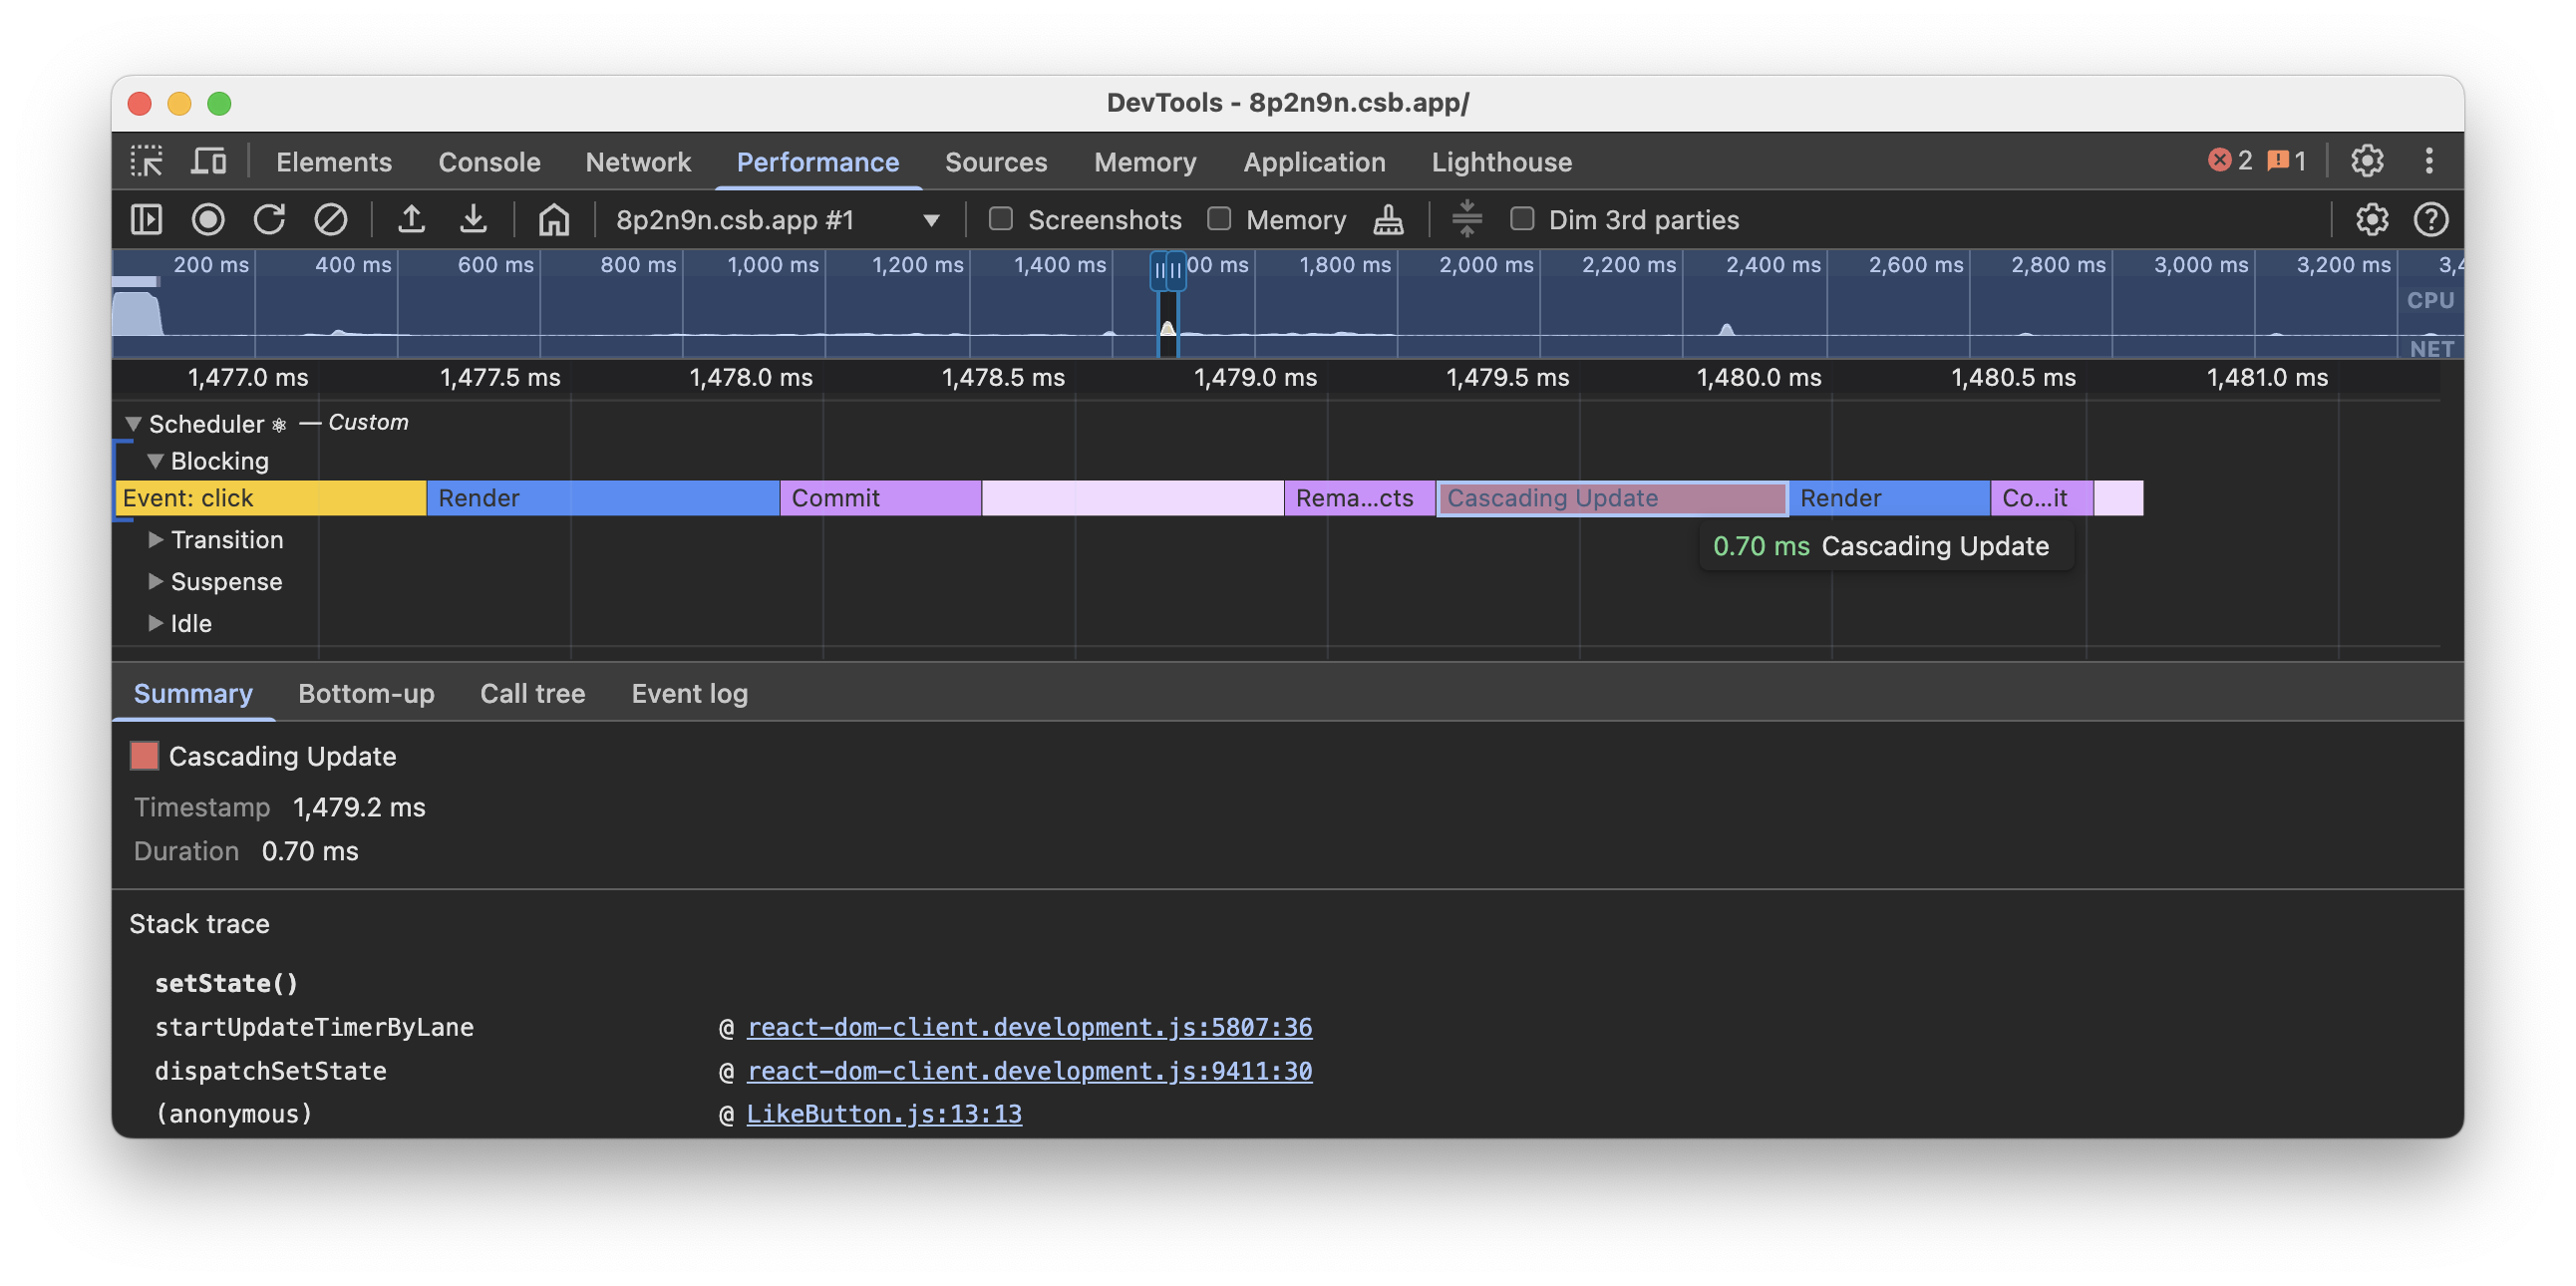 DevTools - 8p2n9n.csb.app/
Elements Console Network Performance Sources Memory Application Lighthouse 2 1
8p2n9n.csb.app #1 Screenshots Memory Dim 3rd parties
200 ms 400 ms 600 ms 800 ms 1,000 ms 1,200 ms 1,400 ms 00 ms 1,800 ms 2,000 ms 2,200 ms 2,400 ms 2,600 ms 2,800 ms 3,000 ms 3,200 ms 3,4
CPU
NET
1,477.0 ms 1,477.5 ms 1,478.0 ms 1,478.5 ms 1,479.0 ms 1,479.5 ms 1,480.0 ms 1,480.5 ms 1,481.0 ms
Scheduler ⚛ — Custom
Blocking
Event: click Render Commit Rema...cts Cascading Update Render Co...it
Transition
0.70 ms Cascading Update
Suspense
Idle
Summary Bottom-up Call tree Event log
Cascading Update
Timestamp 1,479.2 ms
Duration 0.70 ms
Stack trace
setState()
startUpdateTimerByLane @ react-dom-client.development.js:5807:36
dispatchSetState @ react-dom-client.development.js:9411:30
(anonymous) @ LikeButton.js:13:13